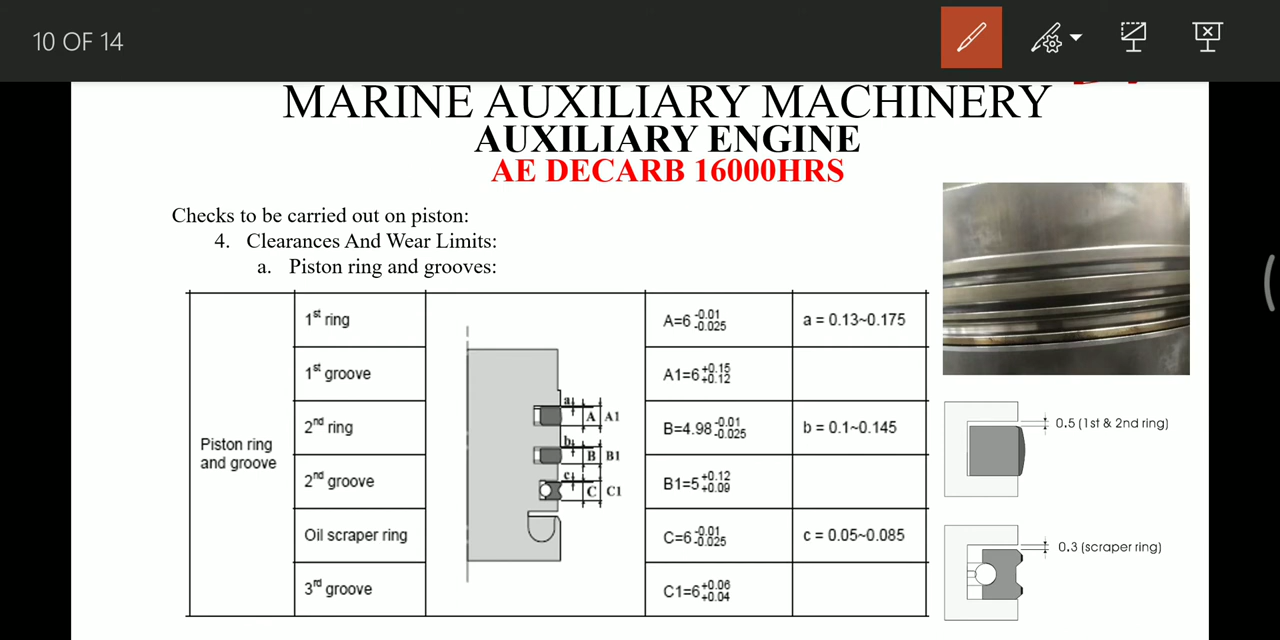 10 OF 14
MARINE AUXILIARY MACHINERY
AUXILIARY ENGINE
AE DECARB 16000HRS
Checks to be carried out on piston:
4. Clearances And Wear Limits:
a. Piston ring and grooves:
Piston ring
and groove
1st ring
A=6 -0.01 -0.025
a = 0.13~0.175
1st groove
A1=6 +0.15 +0.12
2nd ring
B=4.98 -0.01 -0.025
b = 0.1~0.145
2nd groove
B1=5 +0.12 +0.09
Oil scraper ring
C=6 -0.01 -0.025
c = 0.05~0.085
3rd groove
C1=6 +0.06 +0.04
a A A1
b B B1
c C C1
0.5 (1st & 2nd ring)
0.3 (scraper ring)